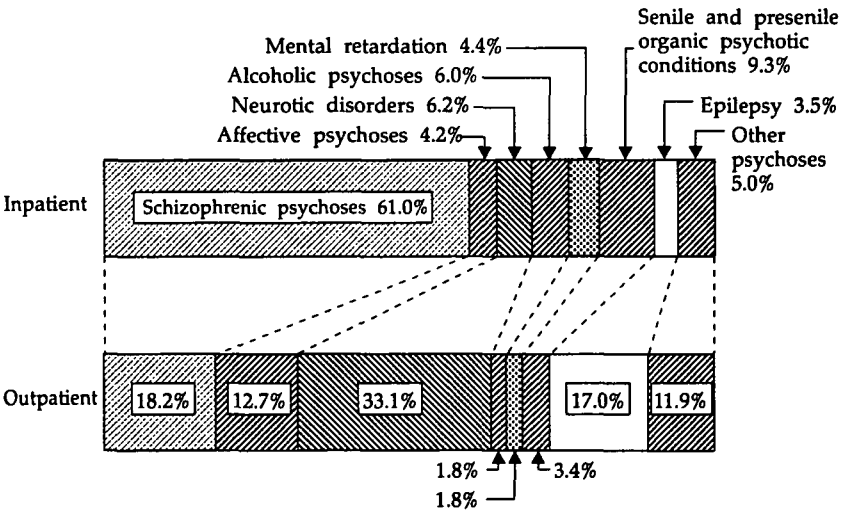 Senile and presenile
organic psychotic
conditions 9.3%
Mental retardation 4.4%
Alcoholic psychoses 6.0%
Neurotic disorders 6.2%
Affective psychoses 4.2%
Epilepsy 3.5%
Other
psychoses
5.0%
Inpatient
Schizophrenic psychoses 61.0%
Outpatient
18.2%
12.7%
33.1%
17.0%
11.9%
1.8%
3.4%
1.8%